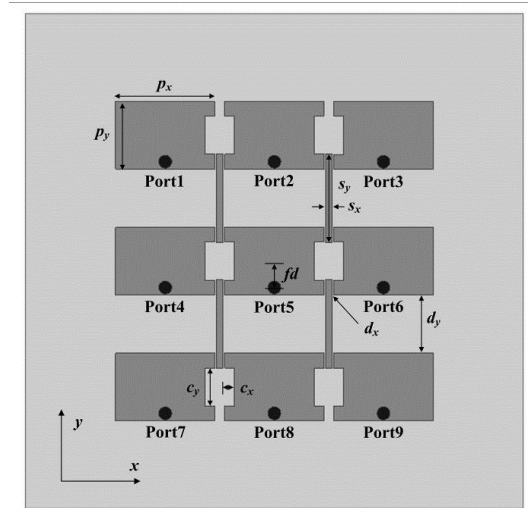 px
py
Port1 Port2 Port3
sy
sx
fd
Port4 Port5 Port6
dx
dy
cy
cx
Port7 Port8 Port9
y
x